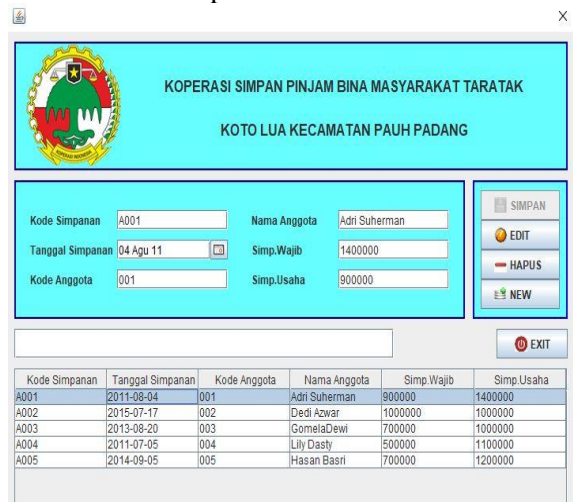 X
KOPERASI SIMPAN PINJAM BINA MASYARAKAT TARATAK
KOTO LUA KECAMATAN PAUH PADANG
KOPERASI INDONESIA
Kode Simpanan A001 Nama Anggota Adri Suherman
Tanggal Simpanan 04 Agu 11 Simp.Wajib 1400000
Kode Anggota 001 Simp.Usaha 900000
SIMPAN
EDIT
HAPUS
NEW
EXIT
Kode Simpanan Tanggal Simpanan Kode Anggota Nama Anggota Simp.Wajib Simp.Usaha
A001 2011-08-04 001 Adri Suherman 900000 1400000
A002 2015-07-17 002 Dedi Azwar 1000000 1000000
A003 2013-08-20 003 GomelaDewi 700000 1000000
A004 2011-07-05 004 Lily Dasty 500000 1100000
A005 2014-09-05 005 Hasan Basri 700000 1200000